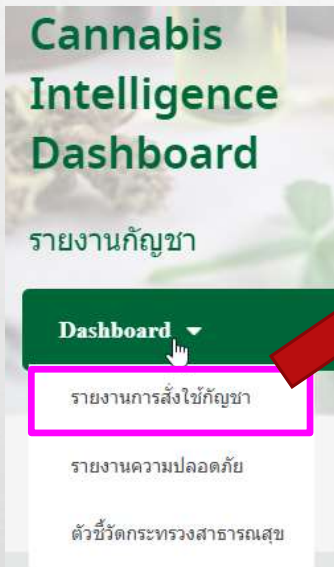 Cannabis
Intelligence
Dashboard
รายงานกัญชา
Dashboard
รายงานการสั่งใช้กัญชา
รายงานความปลอดภัย
ตัวชี้วัดกระทรวงสาธารณสุข